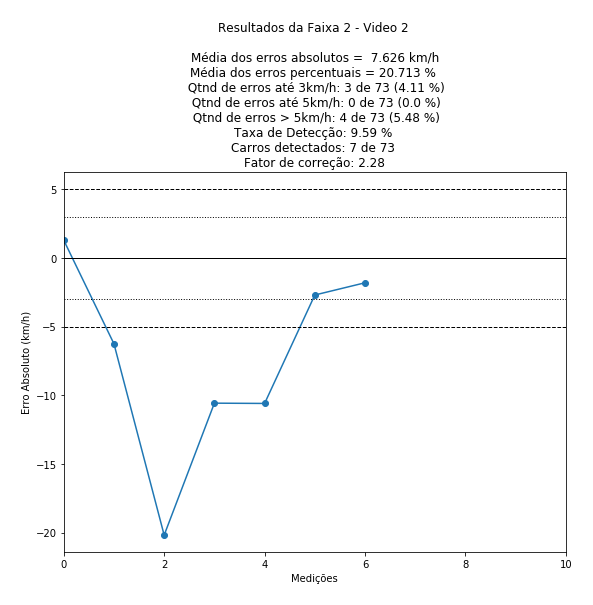 Resultados da Faixa 2 - Video 2
Média dos erros absolutos =  7.626 km/h
Média dos erros percentuais = 20.713 %
Qtnd de erros até 3km/h: 3 de 73 (4.11 %)
Qtnd de erros até 5km/h: 0 de 73 (0.0 %)
Qtnd de erros > 5km/h: 4 de 73 (5.48 %)
Taxa de Detecção: 9.59 %
Carros detectados: 7 de 73
Fator de correção: 2.28
5
0
−5
−10
−15
−20
Erro Absoluto (km/h)
0 2 4 6 8 10
Medições